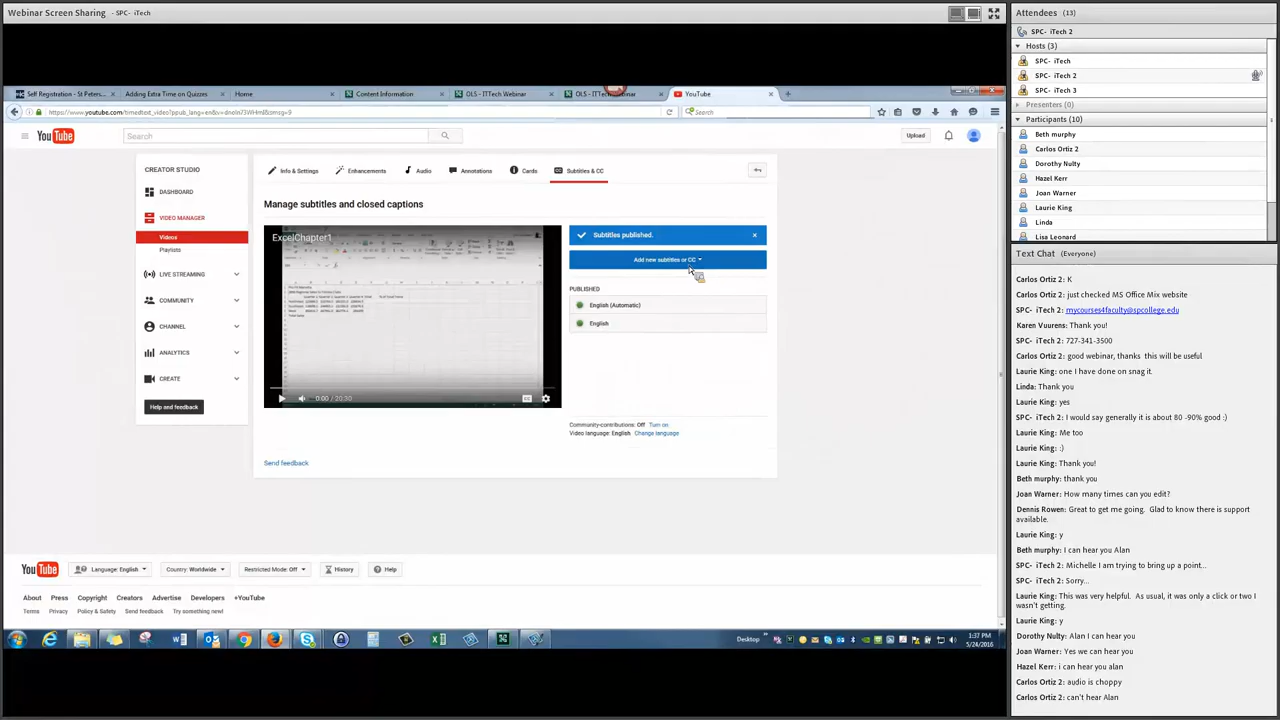 Webinar Screen Sharing - SPC- iTech
Self Registration - St Peters...
Adding Extra Time on Quizzes
Home
Content Information
OLS - ITTech Webinar
OLS - ITTech Webinar
YouTube
Search
YouTube
Search
Upload
CREATOR STUDIO
DASHBOARD
VIDEO MANAGER
Videos
Playlists
LIVE STREAMING
COMMUNITY
CHANNEL
ANALYTICS
CREATE
Help and feedback
Info & Settings
Enhancements
Audio
Annotations
Cards
Subtitles & CC
Manage subtitles and closed captions
ExcelChapter1
0:00 / 20:30
Subtitles published.
Add new subtitles or CC
PUBLISHED
English (Automatic)
English
Community-contributions: Off Turn on
Video language: English Change language
Send feedback
YouTube
Language: English
Country: Worldwide
Restricted Mode: Off
History
Help
About Press Copyright Creators Advertise Developers +YouTube
Terms Privacy Policy & Safety Send feedback Try something new!
Desktop
1:37 PM
5/24/2016
Attendees (13)
SPC- iTech 2
Hosts (3)
SPC- iTech
SPC- iTech 2
SPC- iTech 3
Presenters (0)
Participants (10)
Beth murphy
Carlos Ortiz 2
Dorothy Nulty
Hazel Kerr
Joan Warner
Laurie King
Linda
Lisa Leonard
Text Chat (Everyone)
Carlos Ortiz 2: K
Carlos Ortiz 2: just checked MS Office Mix website
SPC- iTech 2: mycourses4faculty@spcollege.edu
Karen Vuurens: Thank you!
SPC- iTech 2: 727-341-3500
Carlos Ortiz 2: good webinar, thanks this will be useful
Laurie King: one I have done on snag it.
Linda: Thank you
Laurie King: yes
SPC- iTech 2: I would say generally it is about 80 -90% good :)
Laurie King: Me too
Laurie King: :)
Laurie King: Thank you!
Beth murphy: thank you
Joan Warner: How many times can you edit?
Dennis Rowen: Great to get me going. Glad to know there is support
available.
Laurie King: y
Beth murphy: I can hear you Alan
SPC- iTech 2: Michelle I am trying to bring up a point...
SPC- iTech 2: Sorry...
Laurie King: This was very helpful. As usual, it was only a click or two I
wasn't getting.
Laurie King: y
Dorothy Nulty: Alan I can hear you
Joan Warner: Yes we can hear you
Hazel Kerr: i can hear you alan
Carlos Ortiz 2: audio is choppy
Carlos Ortiz 2: can't hear Alan